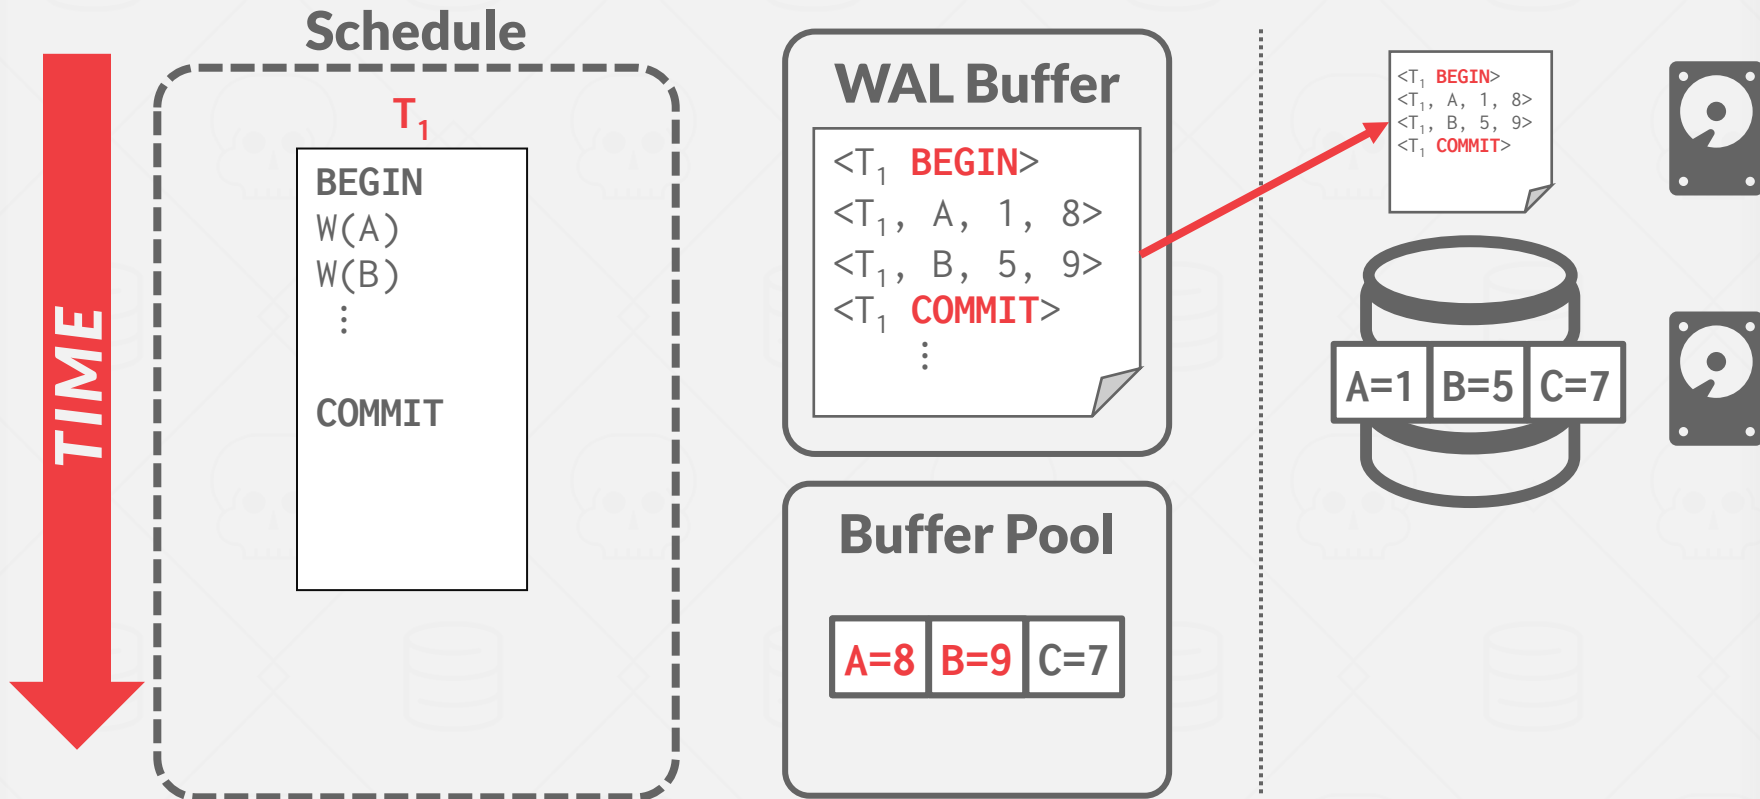 Schedule
TIME
T1
BEGIN
W(A)
W(B)
⋮
COMMIT
WAL Buffer
<T1 BEGIN>
<T1, A, 1, 8>
<T1, B, 5, 9>
<T1 COMMIT>
⋮
Buffer Pool
A=8 B=9 C=7
<T1 BEGIN>
<T1, A, 1, 8>
<T1, B, 5, 9>
<T1 COMMIT>
A=1 B=5 C=7